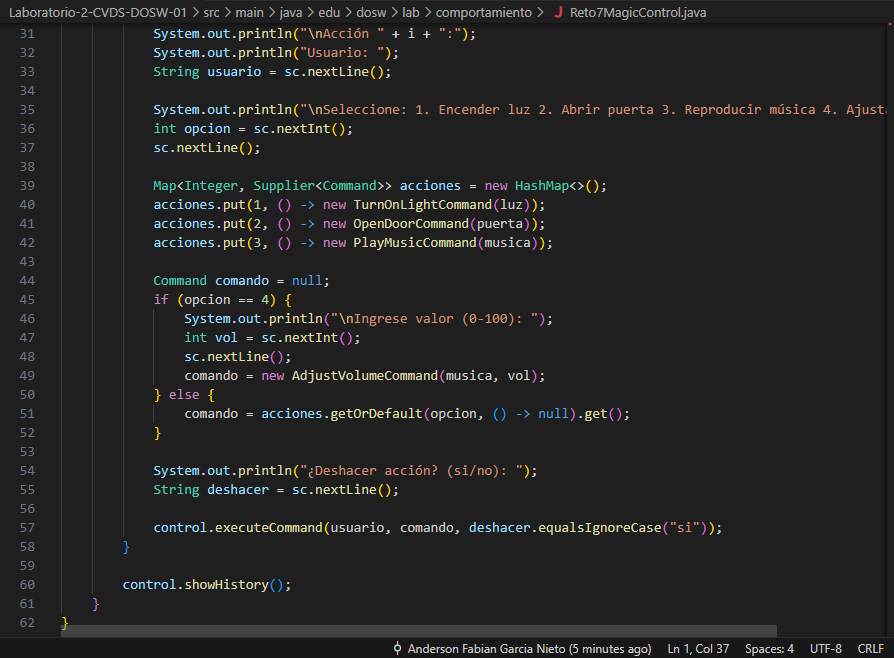 Laboratorio-2-CVDS-DOSW-01 > src > main > java > edu > dosw > lab > comportamiento > J Reto7MagicControl.java
31 System.out.println("\nAcción " + i + ":");
32 System.out.println("Usuario: ");
33 String usuario = sc.nextLine();
34
35 System.out.println("\nSeleccione: 1. Encender luz 2. Abrir puerta 3. Reproducir música 4. Ajusta
36 int opcion = sc.nextInt();
37 sc.nextLine();
38
39 Map<Integer, Supplier<Command>> acciones = new HashMap<>();
40 acciones.put(1, () -> new TurnOnLightCommand(luz));
41 acciones.put(2, () -> new OpenDoorCommand(puerta));
42 acciones.put(3, () -> new PlayMusicCommand(musica));
43
44 Command comando = null;
45 if (opcion == 4) {
46 System.out.println("\nIngrese valor (0-100): ");
47 int vol = sc.nextInt();
48 sc.nextLine();
49 comando = new AdjustVolumeCommand(musica, vol);
50 } else {
51 comando = acciones.getOrDefault(opcion, () -> null).get();
52 }
53
54 System.out.println("¿Deshacer acción? (si/no): ");
55 String deshacer = sc.nextLine();
56
57 control.executeCommand(usuario, comando, deshacer.equalsIgnoreCase("si"));
58 }
59
60 control.showHistory();
61 }
62 }
Anderson Fabian Garcia Nieto (5 minutes ago) Ln 1, Col 37 Spaces: 4 UTF-8 CRLF